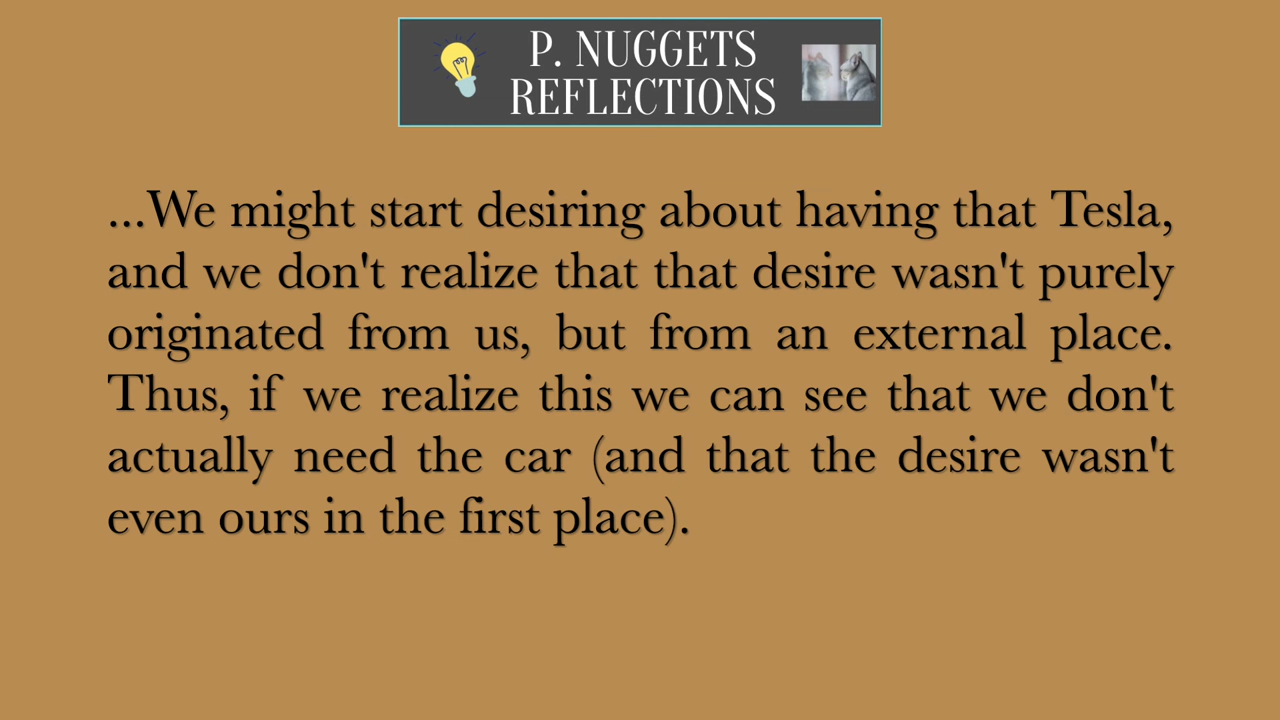 P. NUGGETS
REFLECTIONS
...We might start desiring about having that Tesla,
and we don't realize that that desire wasn't purely
originated from us, but from an external place.
Thus, if we realize this we can see that we don't
actually need the car (and that the desire wasn't
even ours in the first place).